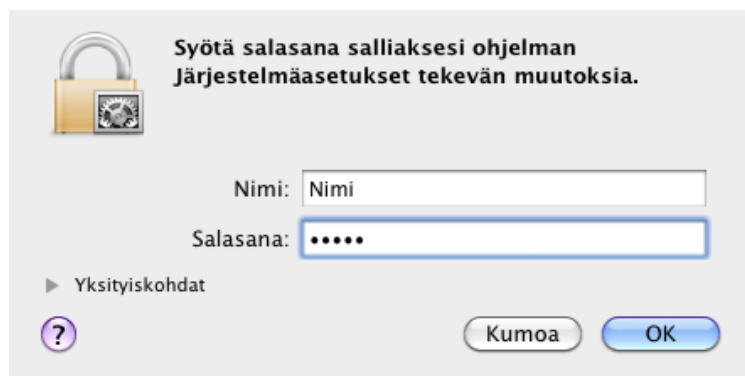 Syötä salasana salliaksesi ohjelman
Järjestelmäasetukset tekevän muutoksia.
Nimi: Nimi
Salasana: •••••
Yksityiskohdat
? Kumoa OK